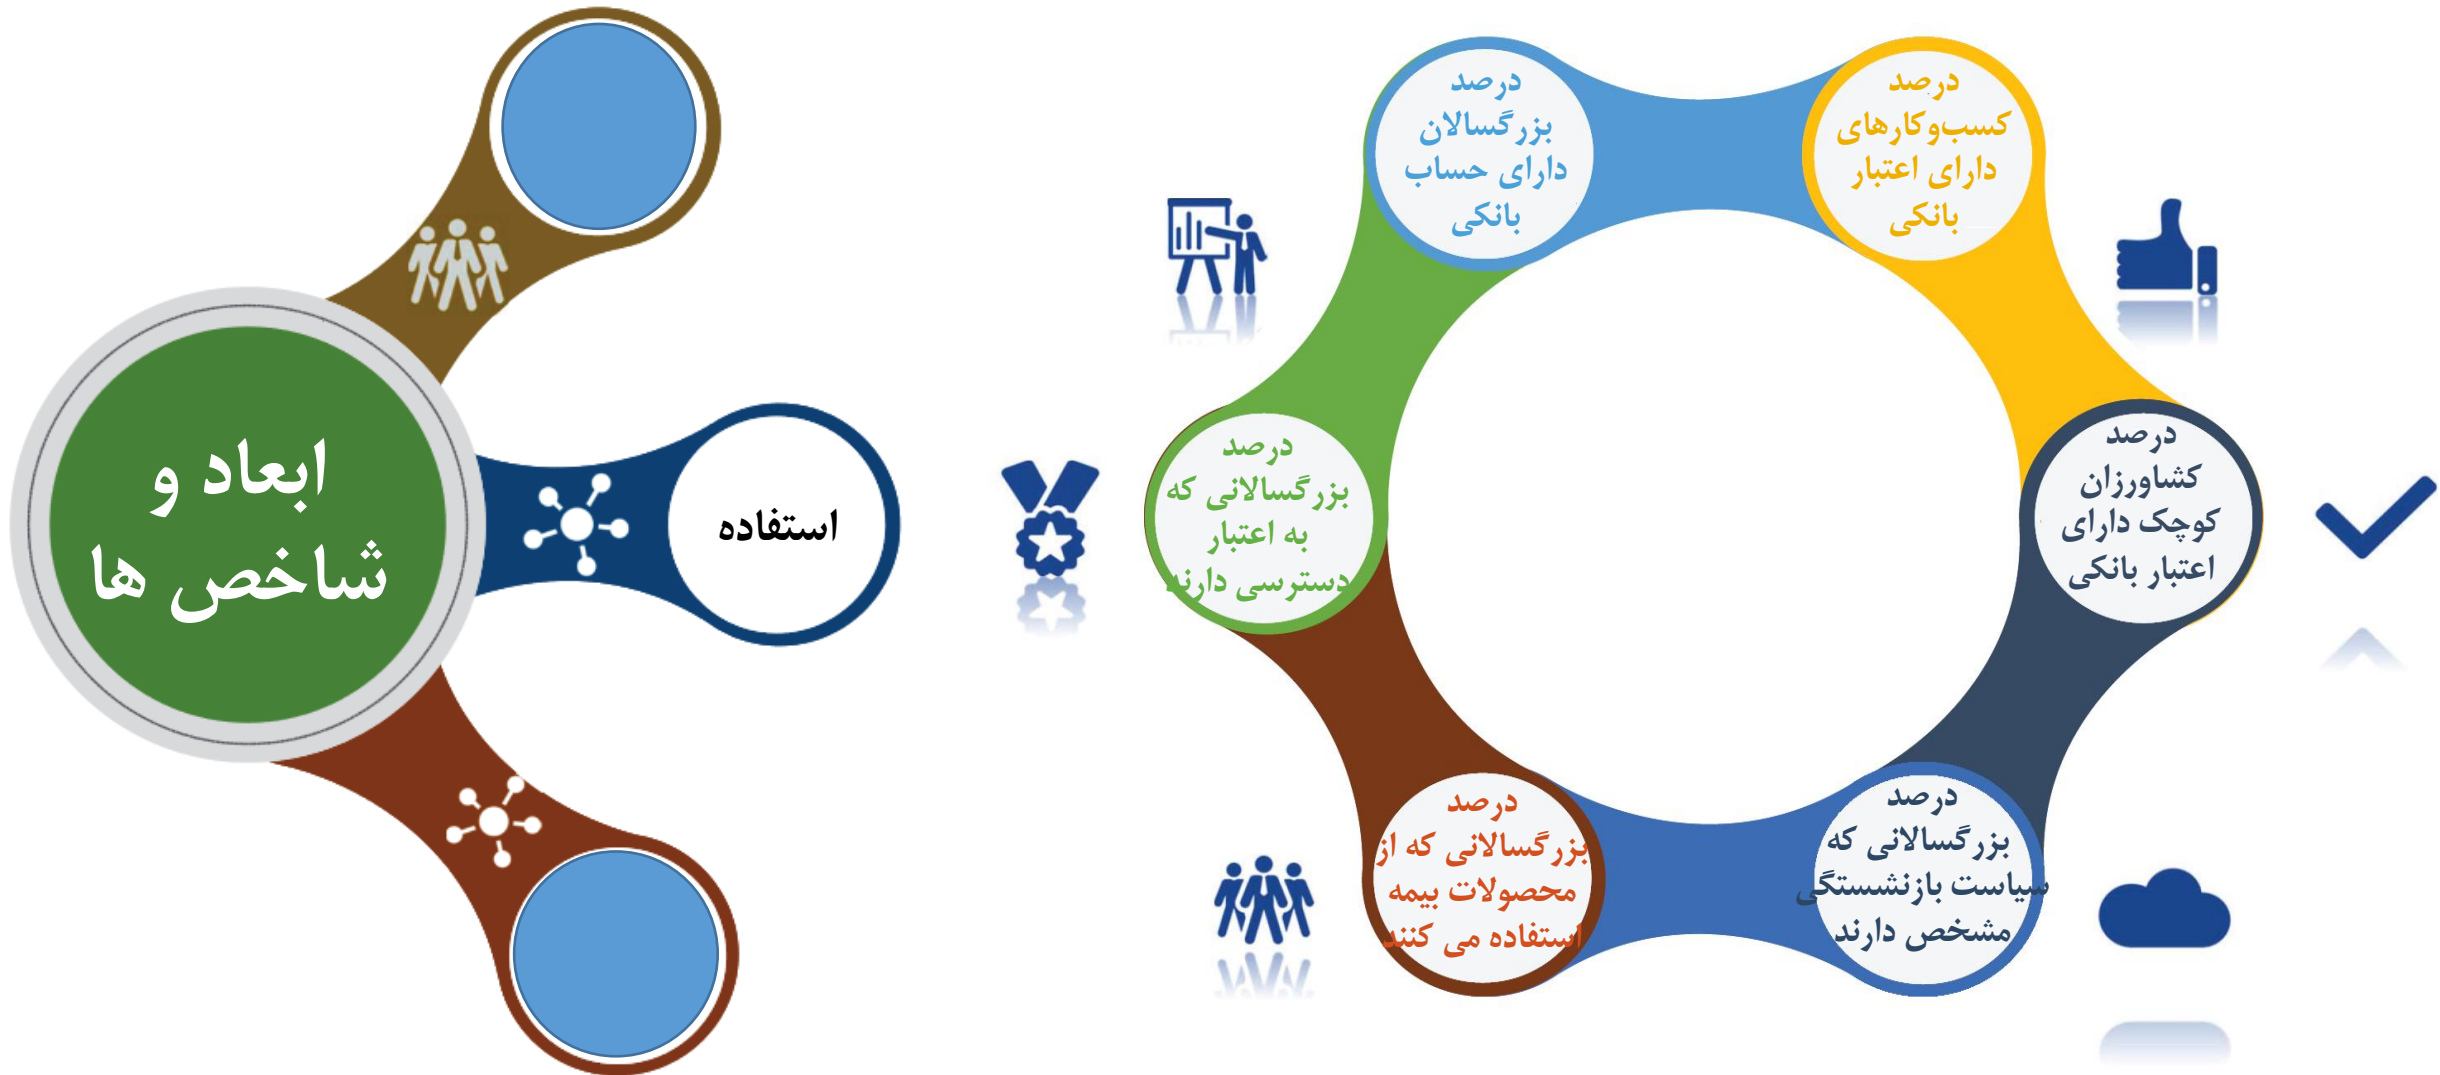 ابعاد و
شاخص ها
استفاده
درصد
بزرگسالان
دارای حساب
بانکی
درصد
کسب‌وکارهای
دارای اعتبار
بانکی
درصد
کشاورزان
کوچک دارای
اعتبار بانکی
درصد
بزرگسالانی که
سیاست بازنشستگی
مشخص دارند
درصد
بزرگسالانی که از
محصولات بیمه
استفاده می کنند
درصد
بزرگسالانی که
به اعتبار
دسترسی دارند